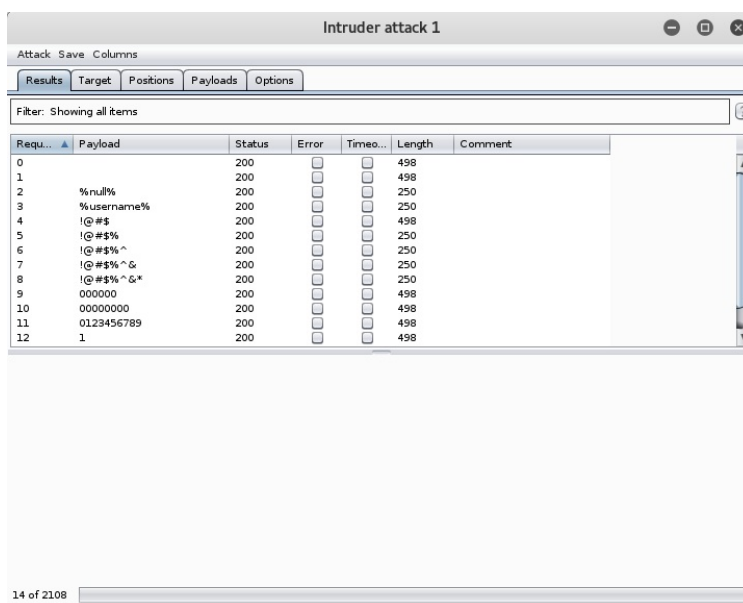 Intruder attack 1
Attack Save Columns
Results Target Positions Payloads Options
Filter: Showing all items
Requ... Payload Status Error Timeo... Length Comment
0 200 498
1 200 498
2 %null% 200 250
3 %username% 200 250
4 !@#$ 200 498
5 !@#$% 200 250
6 !@#$%^ 200 250
7 !@#$%^& 200 250
8 !@#$%^&* 200 250
9 000000 200 498
10 00000000 200 498
11 0123456789 200 498
12 1 200 498
14 of 2108